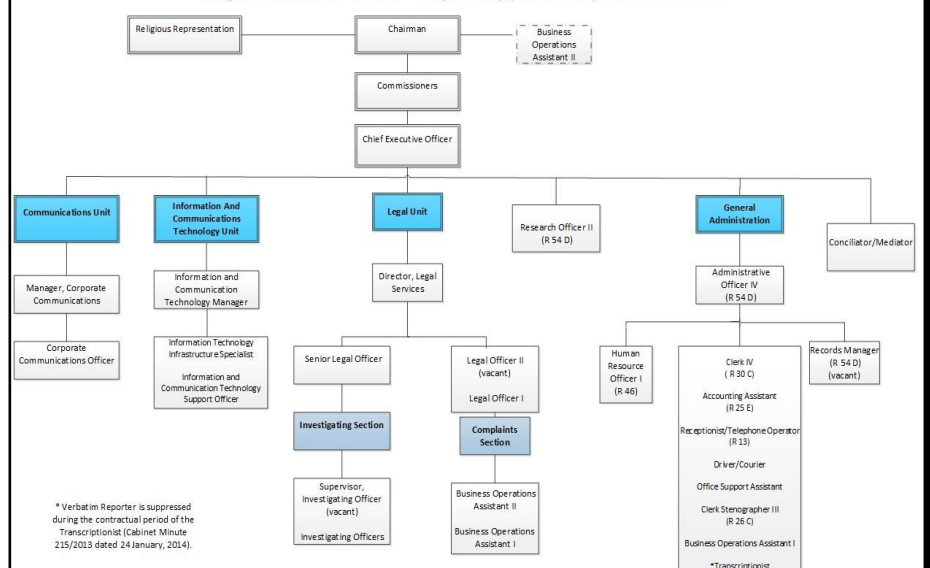 Religious Representation
Chairman
Business
Operations
Assistant II
Commissioners
Chief Executive Officer
Communications Unit
Information And
Communications
Technology Unit
Legal Unit
Research Officer II
(R 54 D)
General
Administration
Conciliator/Mediator
Manager, Corporate
Communications
Corporate
Communications Officer
Information and
Communication
Technology Manager
Information Technology
Infrastructure Specialist
Information and
Communication Technology
Support Officer
Director, Legal
Services
Senior Legal Officer
Investigating Section
Supervisor,
Investigating Officer
(vacant)
Investigating Officers
Legal Officer II
(vacant)
Legal Officer I
Complaints
Section
Business Operations
Assistant II
Business Operations
Assistant I
Administrative
Officer IV
(R 54 D)
Human
Resource
Officer I
(R 46)
Clerk IV
( R 30 C)
Accounting Assistant
(R 25 E)
Receptionist/Telephone Operator
(R 13)
Driver/Courier
Office Support Assistant
Clerk Stenographer III
(R 26 C)
Business Operations Assistant I
*Transcriptionist
Records Manager
(R 54 D)
(vacant)
* Verbatim Reporter is suppressed
during the contractual period of the
Transcriptionist (Cabinet Minute
215/2013 dated 24 January, 2014).